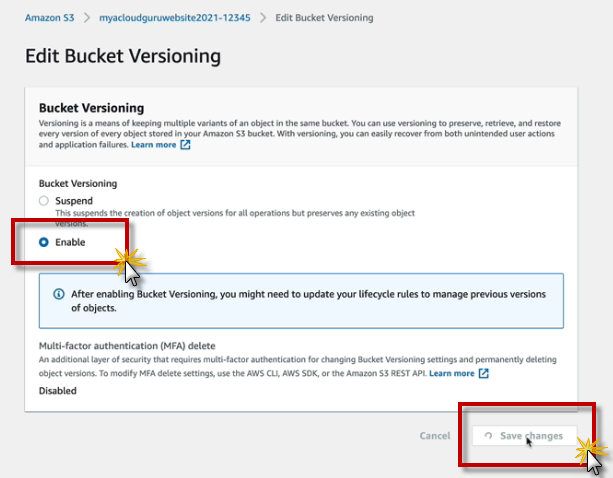 Amazon S3 > myacloudguruwebsite2021-12345 > Edit Bucket Versioning
Edit Bucket Versioning
Bucket Versioning
Versioning is a means of keeping multiple variants of an object in the same bucket. You can use versioning to preserve, retrieve, and restore
every version of every object stored in your Amazon S3 bucket. With versioning, you can easily recover from both unintended user actions
and application failures. Learn more
Bucket Versioning
Suspend
This suspends the creation of object versions for all operations but preserves any existing object
versions.
Enable
After enabling Bucket Versioning, you might need to update your lifecycle rules to manage previous versions
of objects.
Multi-factor authentication (MFA) delete
An additional layer of security that requires multi-factor authentication for changing Bucket Versioning settings and permanently deleting
object versions. To modify MFA delete settings, use the AWS CLI, AWS SDK, or the Amazon S3 REST API. Learn more
Disabled
Cancel
Save changes